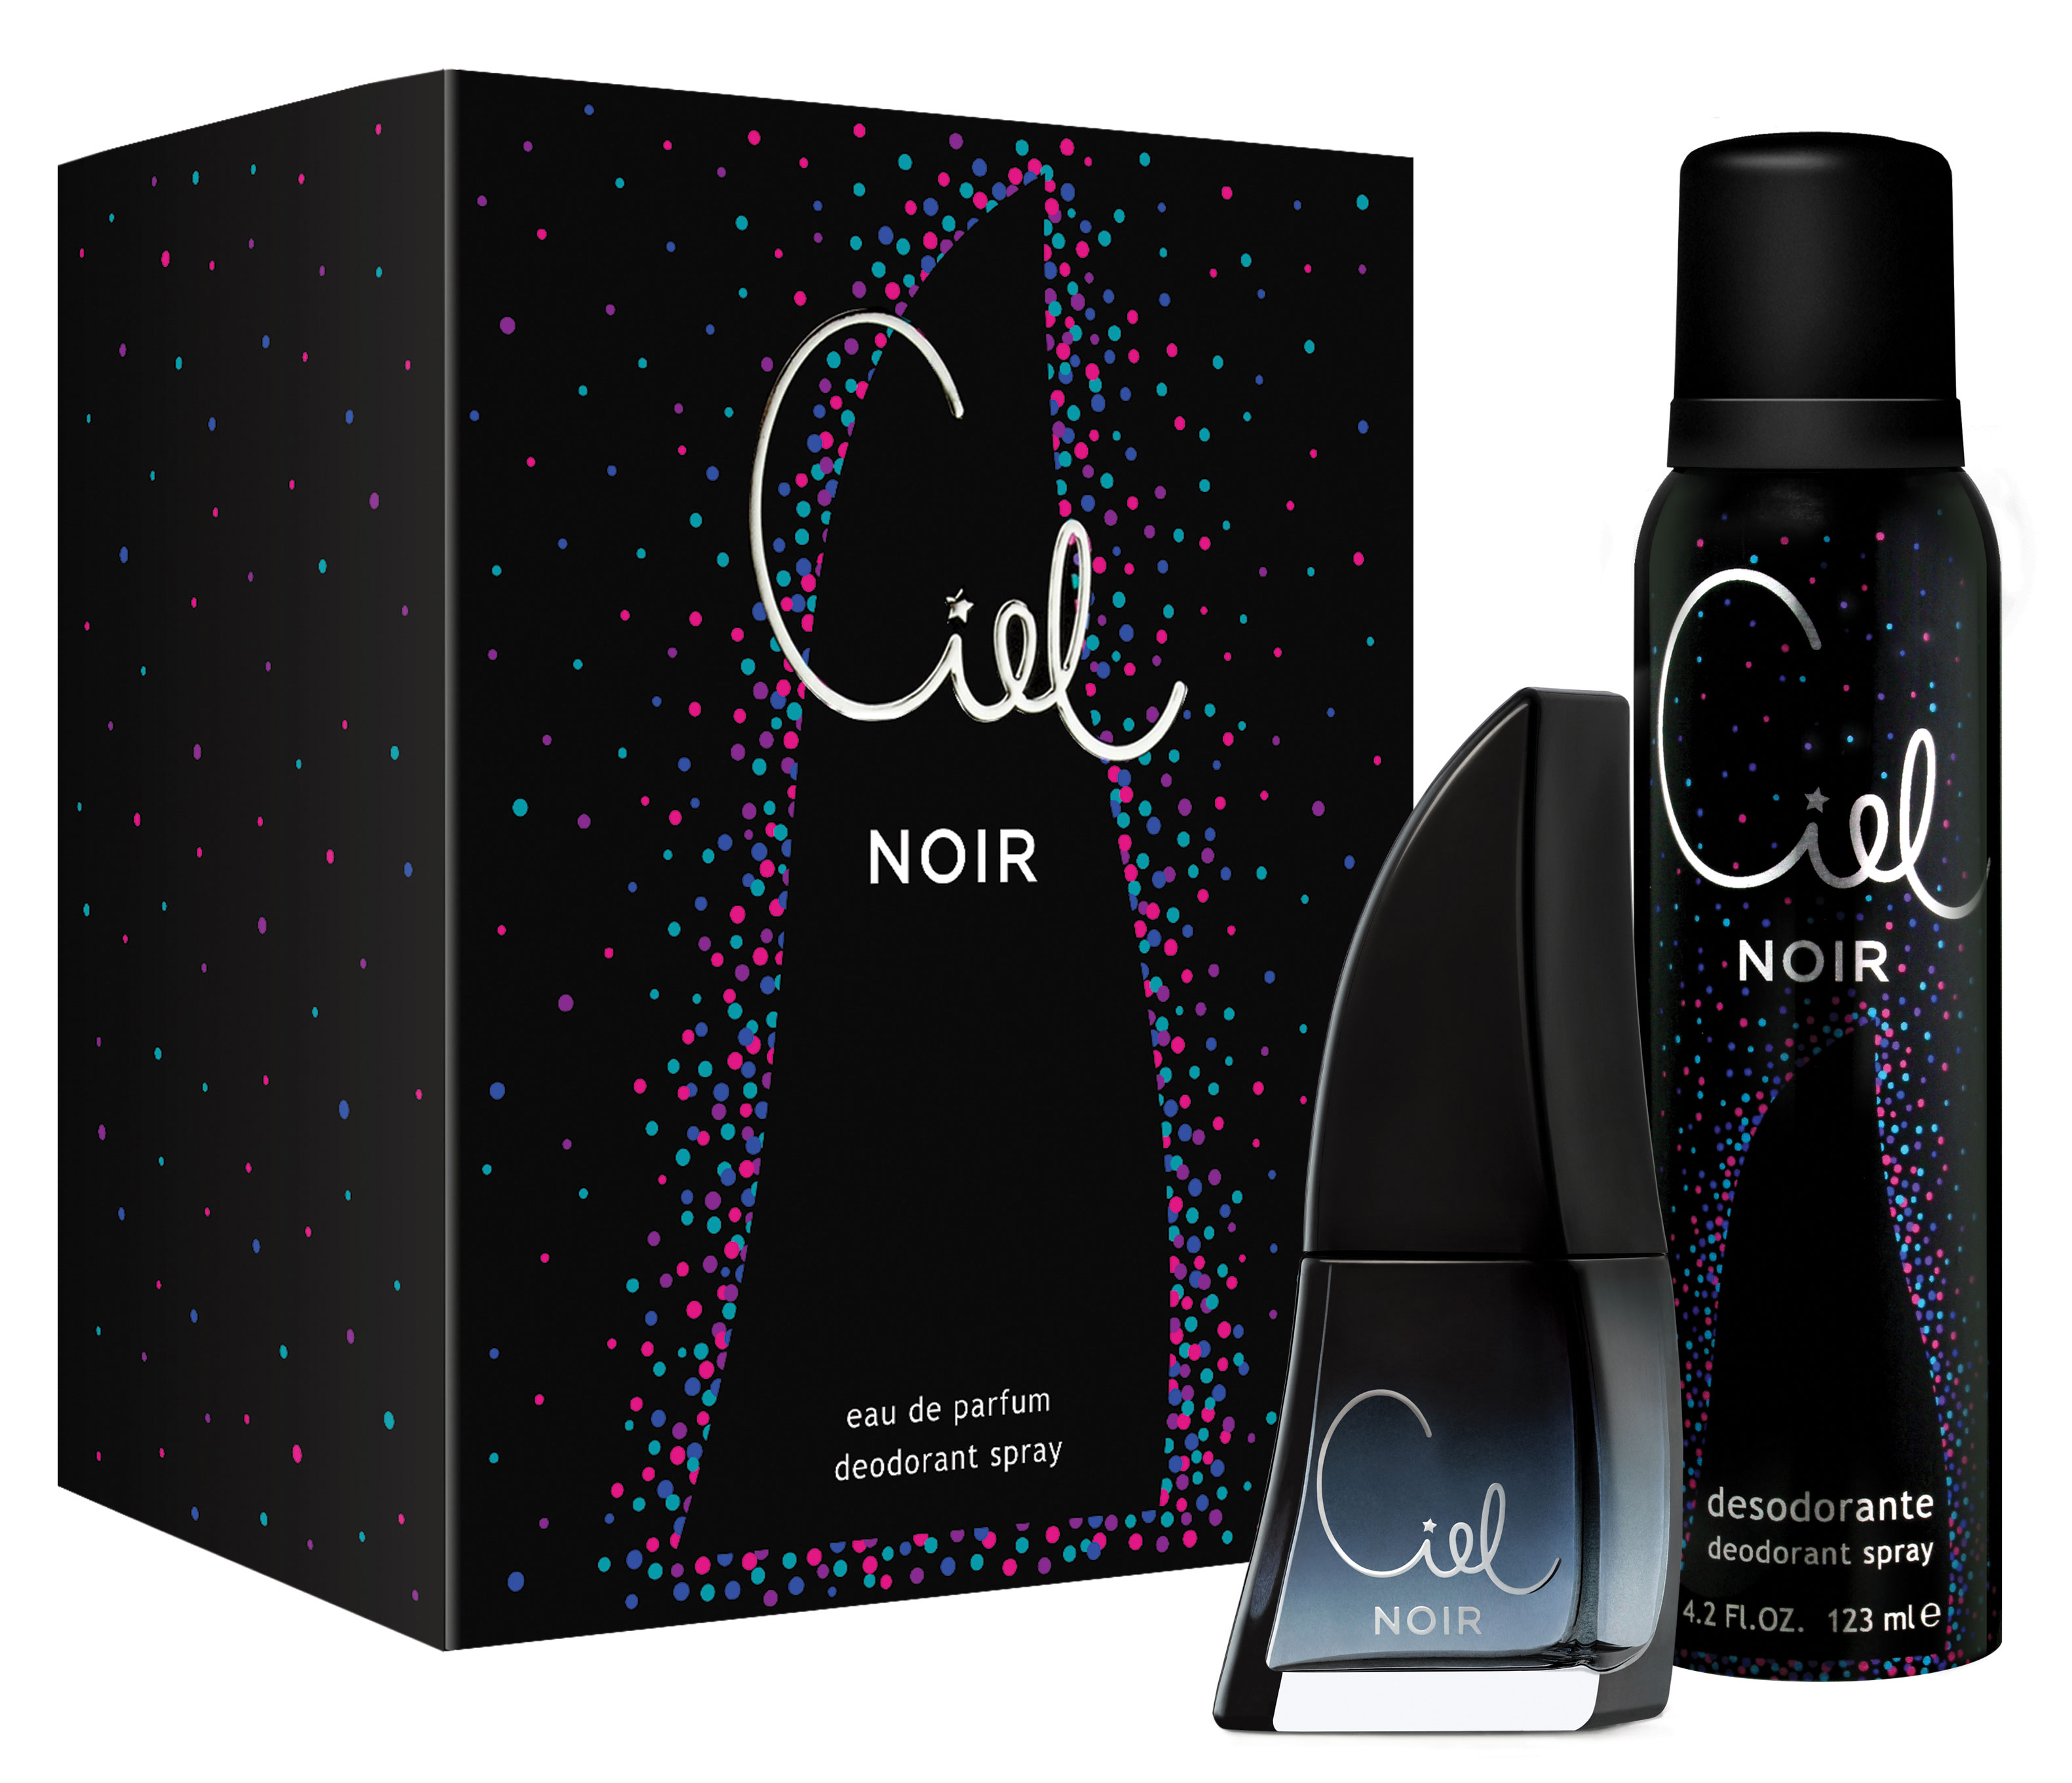 Ciel
NOIR
eau de parfum
deodorant spray
Ciel
NOIR
Ciel
NOIR
desodorante
deodorant spray
4.2 Fl.OZ. 123 ml e